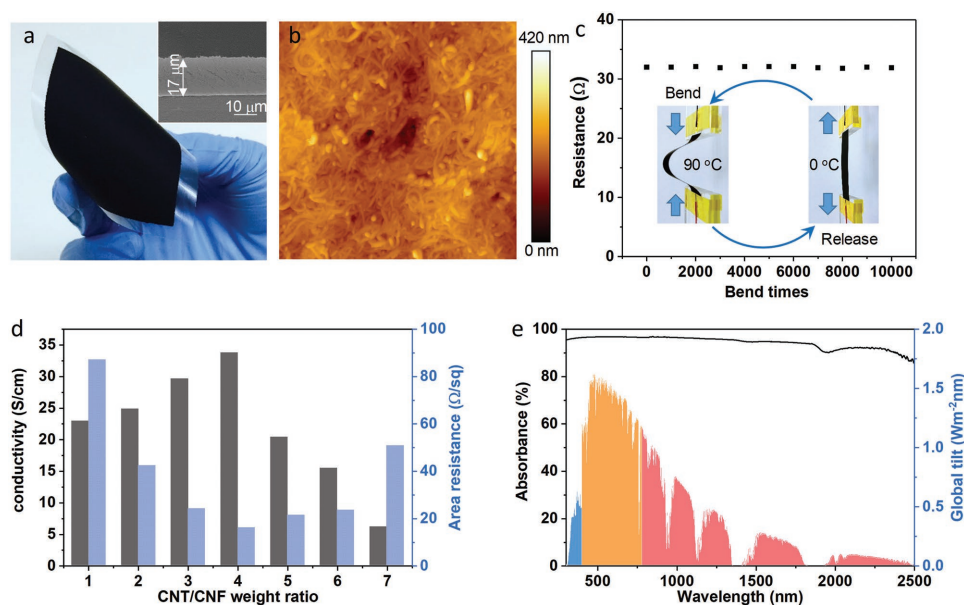 a
17 μm
10 μm
b
420 nm
0 nm
c
Resistance (Ω)
40
30
20
10
0
Bend
90 °C
0 °C
Release
0 2000 4000 6000 8000 10000
Bend times
d
conductivity (S/cm)
35
30
25
20
15
10
5
0
100
80
60
40
20
0
Area resistance (Ω/sq)
1 2 3 4 5 6 7
CNT/CNF weight ratio
e
Absorbance (%)
100
80
60
40
20
0
2.0
1.5
1.0
0.5
0.0
Global tilt (Wm-2nm)
500 1000 1500 2000 2500
Wavelength (nm)